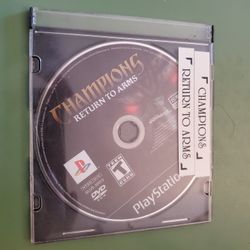 CHAMPIONS
RETURN TO ARMS
DVD
T
PlayStation
CHAMPIONS
RETURN TO ARMS